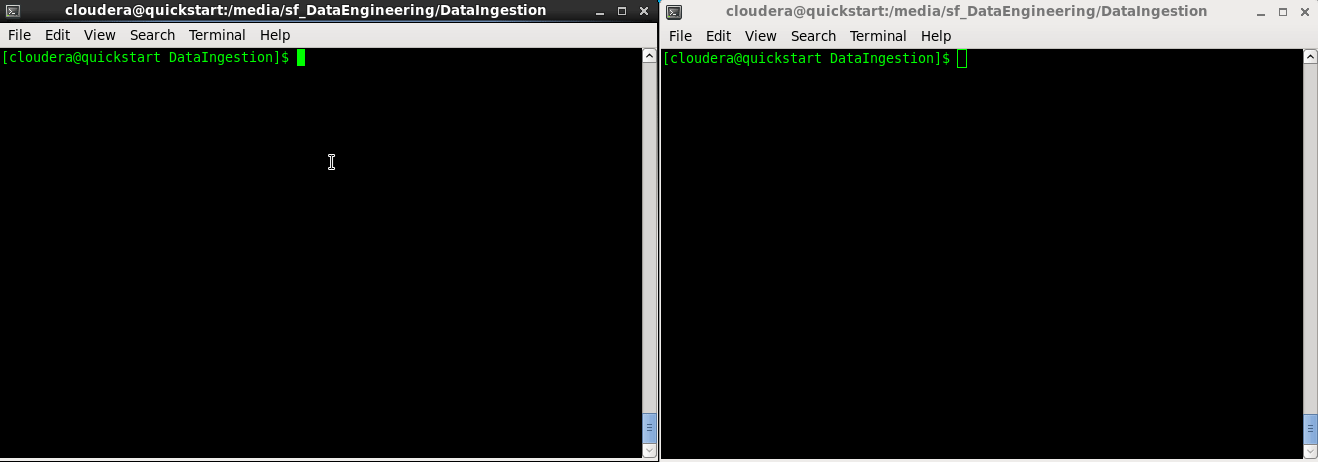 cloudera@quickstart:/media/sf_DataEngineering/DataIngestion
File Edit View Search Terminal Help
[cloudera@quickstart DataIngestion]$
cloudera@quickstart:/media/sf_DataEngineering/DataIngestion
File Edit View Search Terminal Help
[cloudera@quickstart DataIngestion]$